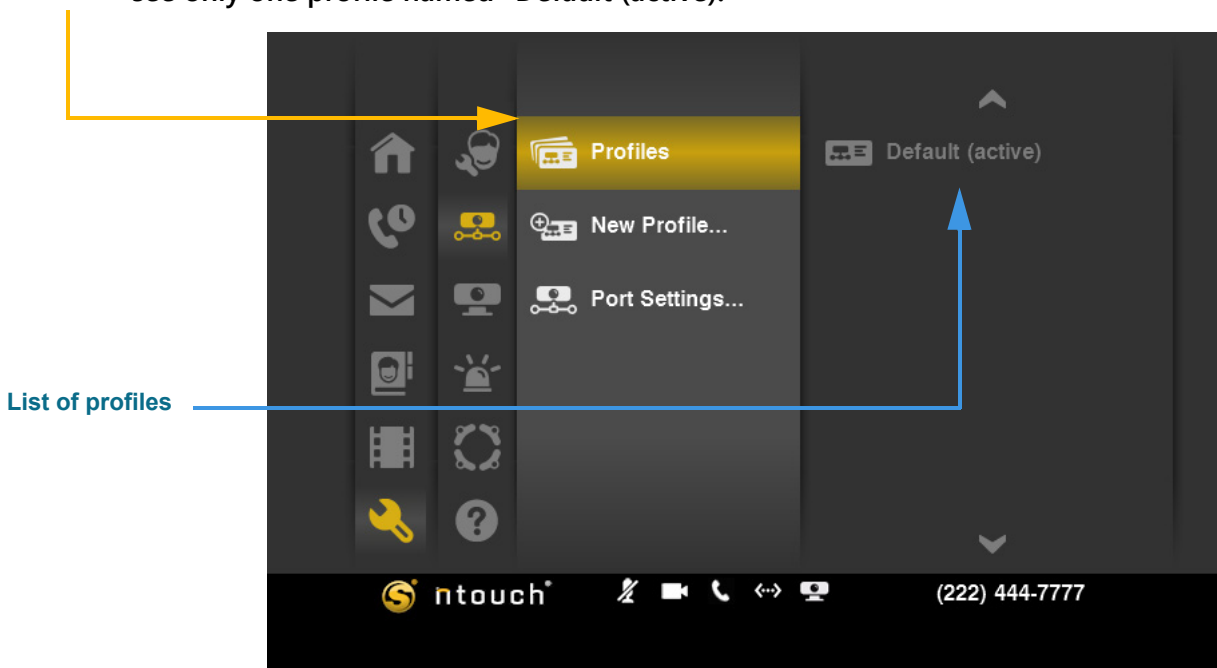 Profiles
Default (active)
New Profile...
Port Settings...
List of profiles
ntouch
(222) 444-7777